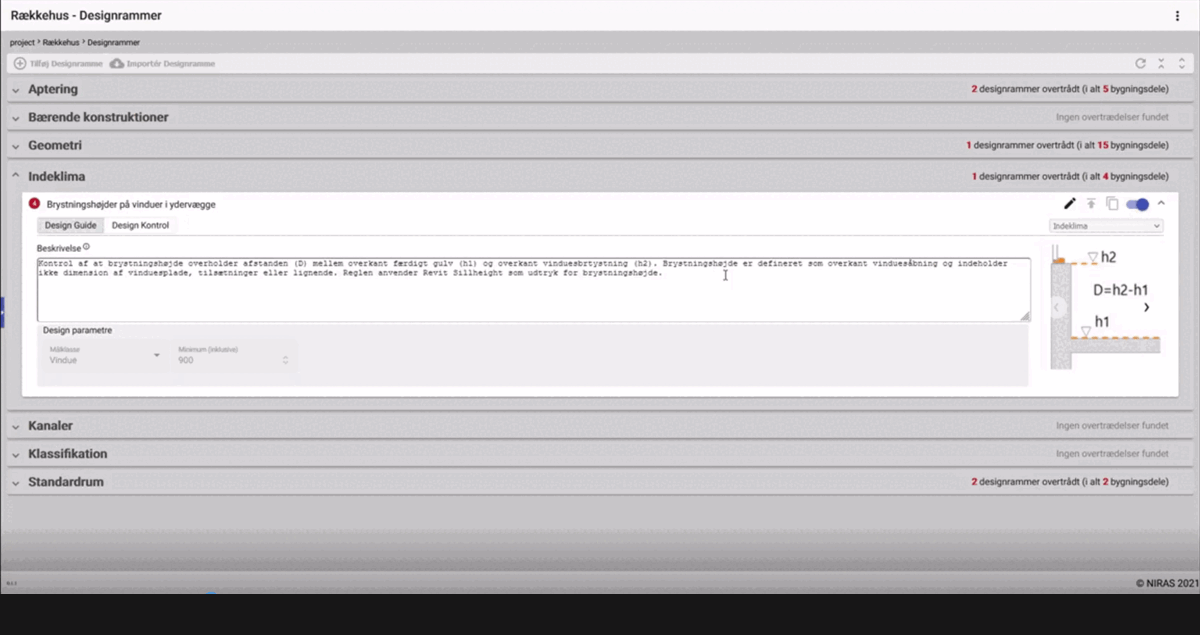 Rækkehus - Designrammer
project > Rækkehus > Designrammer
Tilføj Designramme Importér Designramme
Aptering 2 designrammer overtrådt (i alt 5 bygningsdele)
Bærende konstruktioner Ingen overtrædelser fundet
Geometri 1 designrammer overtrådt (i alt 15 bygningsdele)
Indeklima 1 designrammer overtrådt (i alt 4 bygningsdele)
4 Brystningshøjder på vinduer i ydervægge
Design Guide Design Kontrol Indeklima
Beskrivelse
Kontrol af at brystningshøjde overholder afstanden (D) mellem overkant færdigt gulv (h1) og overkant vinduesbrtystning (h2). Brystningshøjde er defineret som overkant vinduesåbning og indeholder
ikke dimension af vinduesplade, tilsætninger eller lignende. Reglen anvender Revit Sillheight som udtryk for brystningshøjde.
h2
D=h2-h1
h1
Design parametre
Målklasse Minimum (inklusive)
Vindue 900
Kanaler Ingen overtrædelser fundet
Klassifikation Ingen overtrædelser fundet
Standardrum 2 designrammer overtrådt (i alt 2 bygningsdele)
© NIRAS 2021